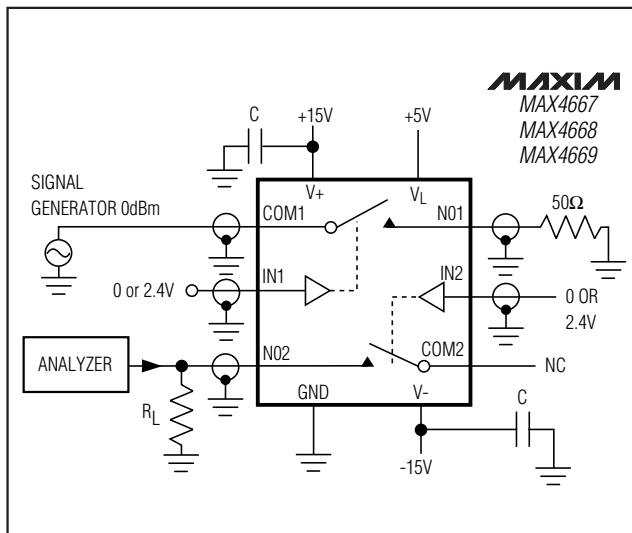 MAXIM
MAX4667
MAX4668
MAX4669
C
+15V
+5V
SIGNAL
GENERATOR 0dBm
V+
VL
COM1
N01
50Ω
0 or 2.4V
IN1
IN2
0 OR
2.4V
ANALYZER
N02
COM2
NC
RL
GND
V-
C
-15V